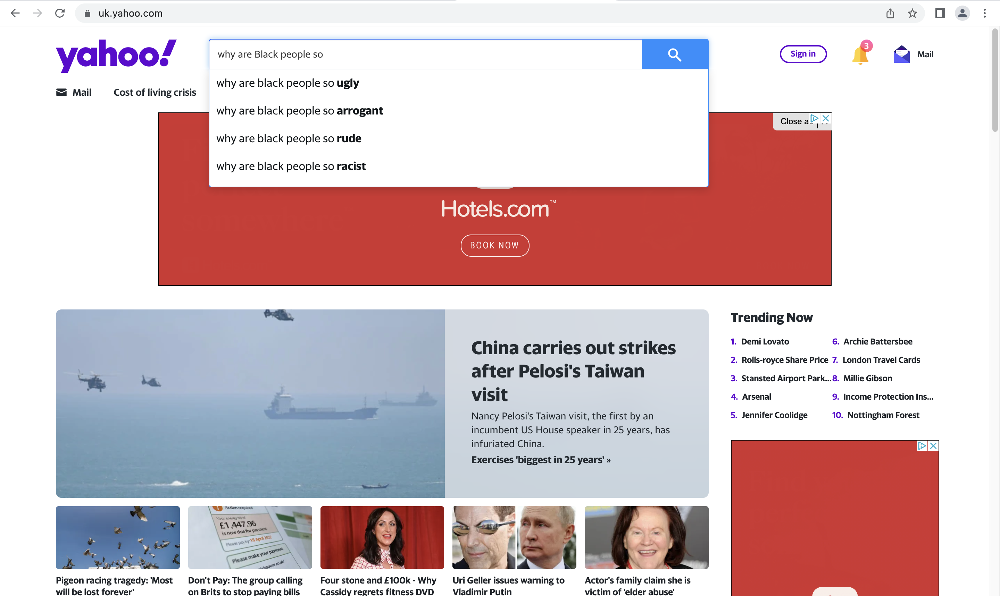 uk.yahoo.com
yahoo!
why are Black people so
Sign in
3
Mail
why are black people so ugly
why are black people so arrogant
why are black people so rude
why are black people so racist
Mail
Cost of living crisis
Close
Hotels.com™
BOOK NOW
China carries out strikes
after Pelosi's Taiwan
visit
Nancy Pelosi’s Taiwan visit, the first by an
incumbent US House speaker in 25 years, has
infuriated China.
Exercises 'biggest in 25 years' »
Trending Now
1. Demi Lovato
2. Rolls-royce Share Price
3. Stansted Airport Park...
4. Arsenal
5. Jennifer Coolidge
6. Archie Battersbee
7. London Travel Cards
8. Millie Gibson
9. Income Protection Ins...
10. Nottingham Forest
Action required
Your energy bill of
£1,447.96
is now due for payment
Please pay by: 18 April 2022
Please make your payment
Pigeon racing tragedy: 'Most
will be lost forever'
Don't Pay: The group calling
on Brits to stop paying bills
Four stone and £100k - Why
Cassidy regrets fitness DVD
Uri Geller issues warning to
Vladimir Putin
Actor's family claim she is
victim of 'elder abuse'